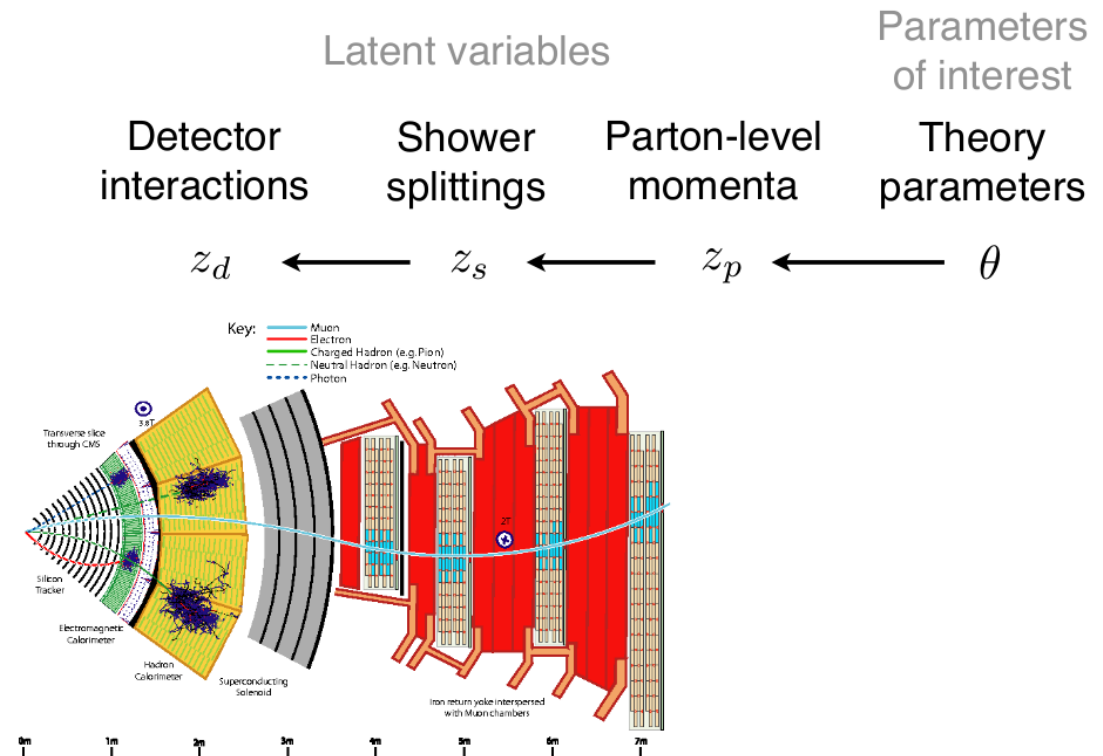 Latent variables
Parameters
of interest
Detector
interactions
Shower
splittings
Parton-level
momenta
Theory
parameters
z_d ← z_s ← z_p ← θ
Key:
Muon
Electron
Charged Hadron (e.g. Pion)
Neutral Hadron (e.g. Neutron)
Photon
3.8T
Transverse slice
through CMS
2T
Silicon
Tracker
Electromagnetic
Calorimeter
Hadron
Calorimeter
Superconducting
Solenoid
Iron return yoke interspersed
with Muon chambers
0m 1m 2m 3m 4m 5m 6m 7m